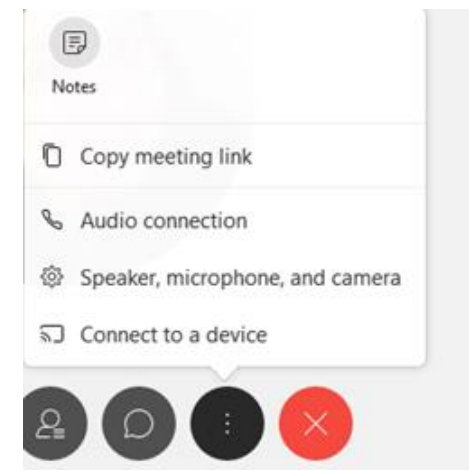 Notes
Copy meeting link
Audio connection
Speaker, microphone, and camera
Connect to a device